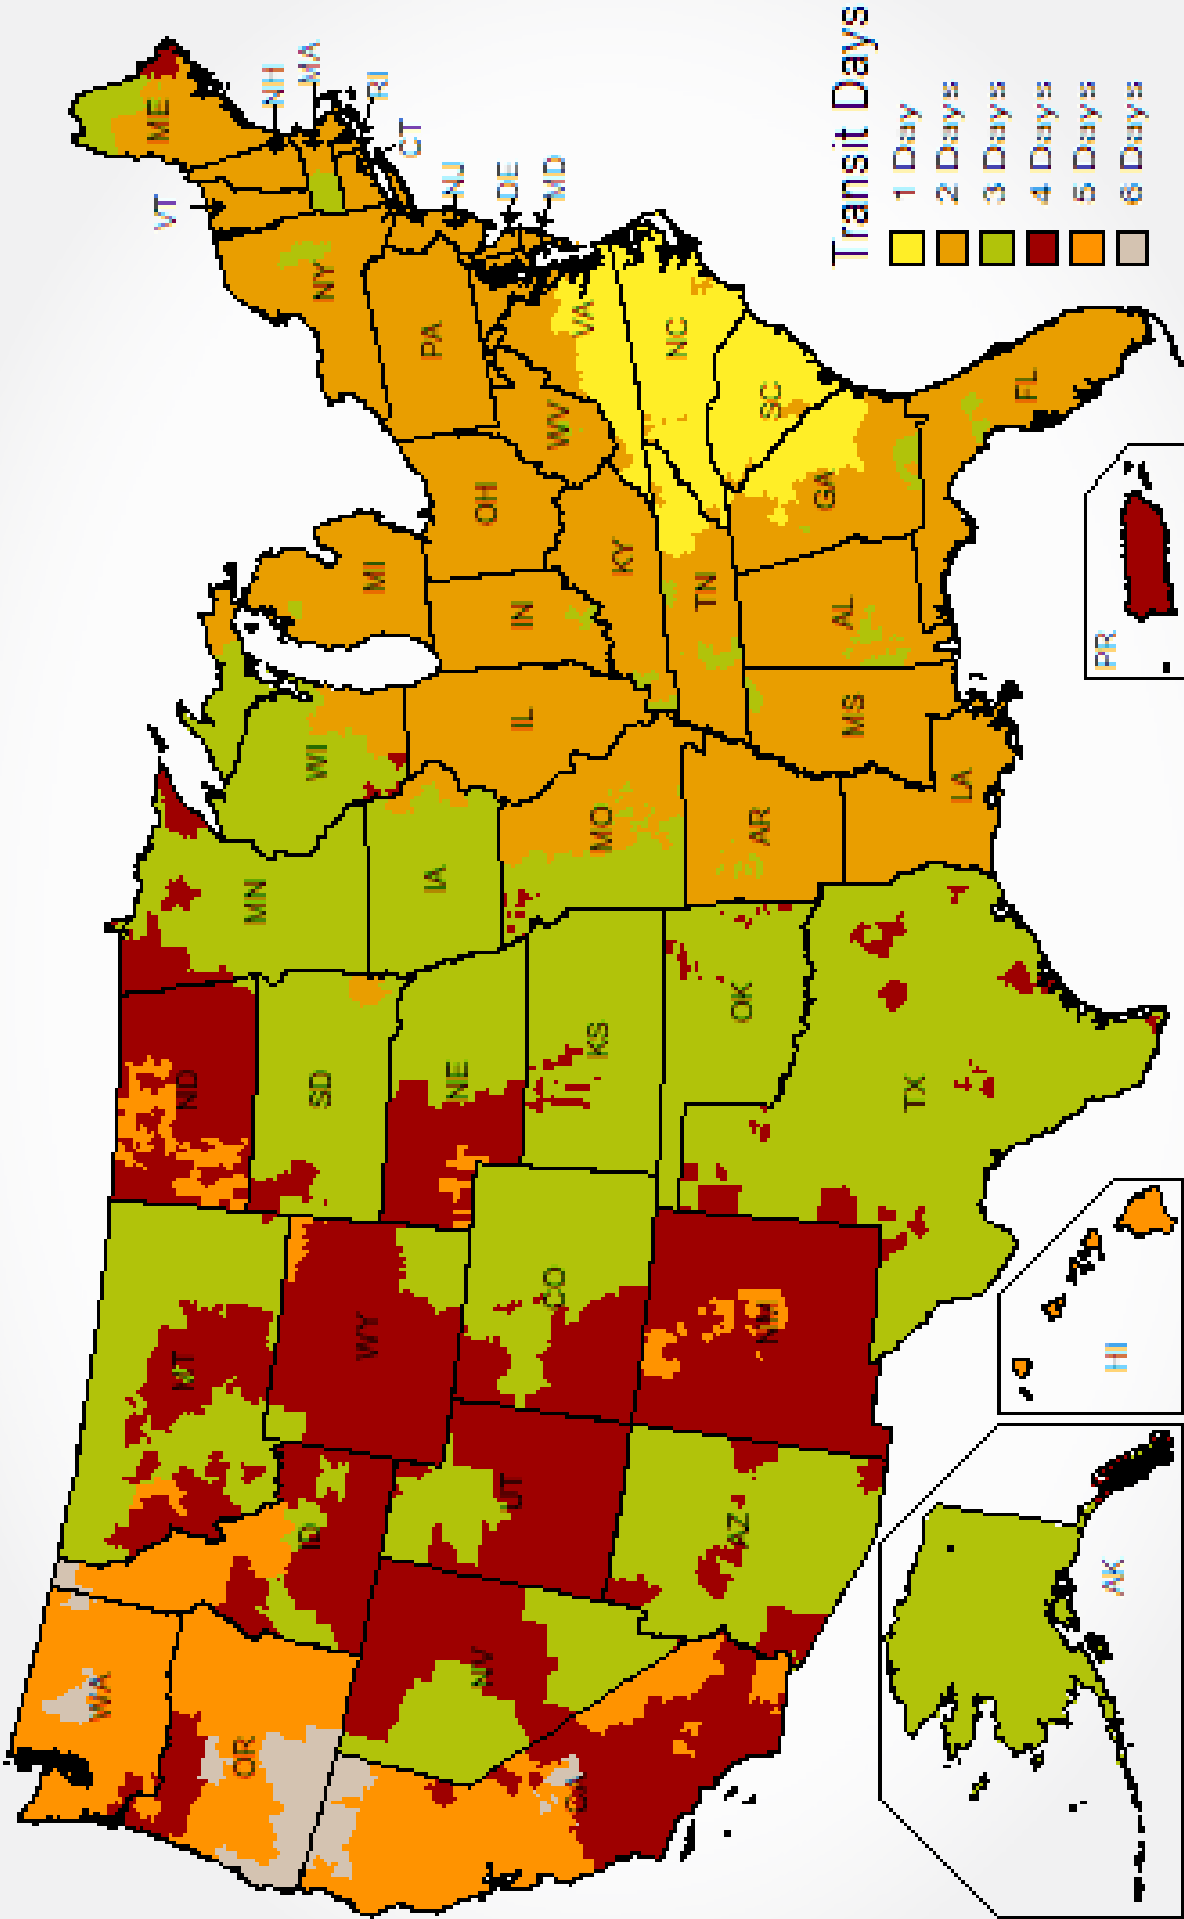 WA
OR
CA
NV
ID
MT
WY
UT
AZ
CO
NM
ND
SD
NE
KS
OK
TX
MN
IA
MO
AR
LA
WI
IL
MI
IN
OH
KY
TN
MS
AL
GA
FL
SC
NC
VA
WV
PA
NY
VT
ME
NH
MA
RI
CT
NJ
DE
MD
AK
HI
PR
Transit Days
1 Day
2 Days
3 Days
4 Days
5 Days
6 Days